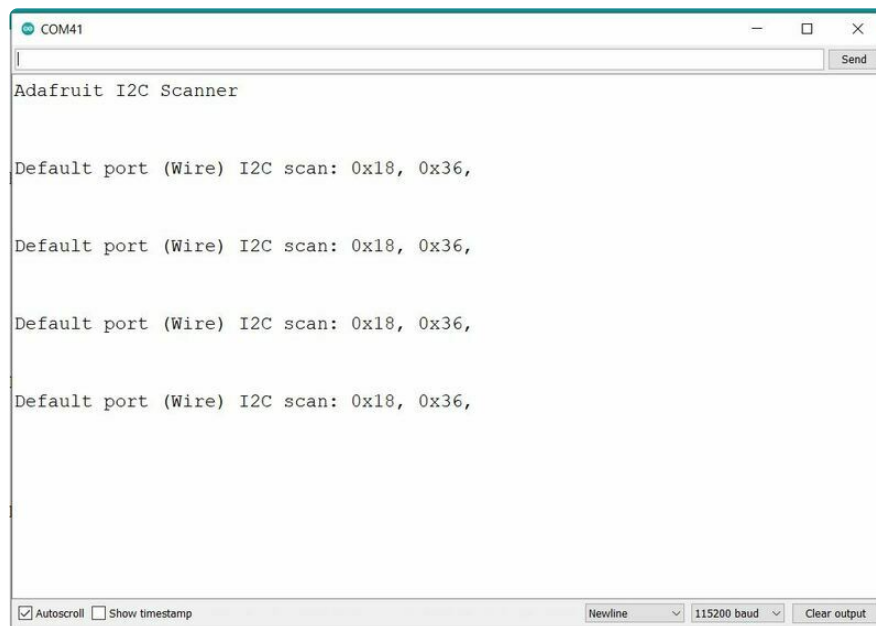 COM41
Send
Adafruit I2C Scanner
Default port (Wire) I2C scan: 0x18, 0x36,
Default port (Wire) I2C scan: 0x18, 0x36,
Default port (Wire) I2C scan: 0x18, 0x36,
Default port (Wire) I2C scan: 0x18, 0x36,
Autoscroll Show timestamp Newline 115200 baud Clear output